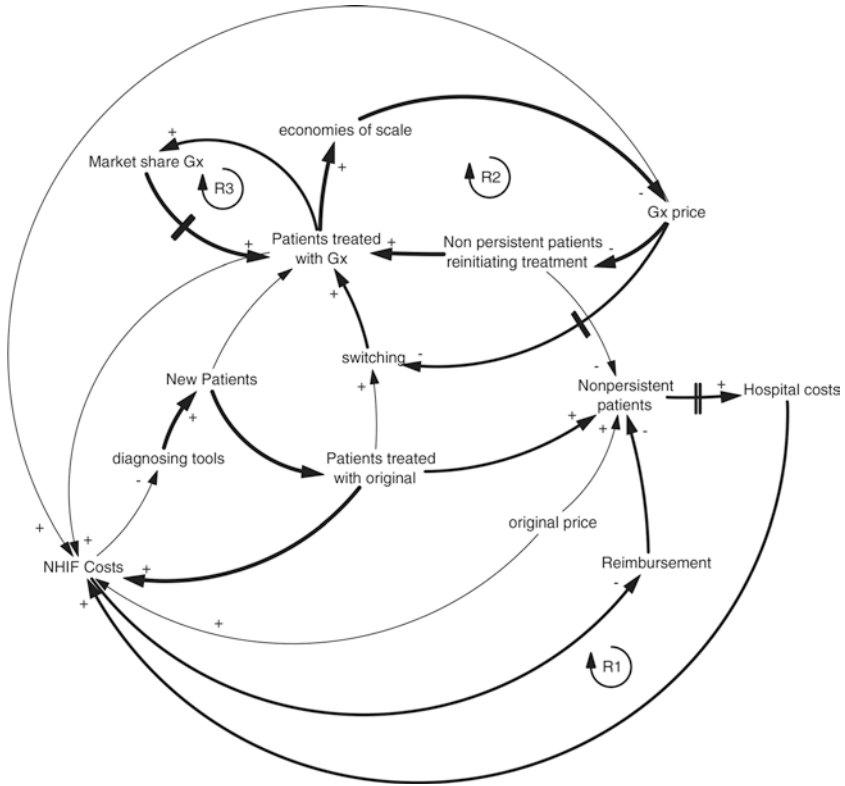 economies of scale
+
Market share Gx
R3
+
R2
-
Gx price
+
Patients treated
with Gx
+
Non persistent patients
reinitiating treatment
-
+
switching
-
+
-
New Patients
+
Nonpersistent
patients
+
Hospital costs
diagnosing tools
-
Patients treated
with original
+
+
-
original price
+
+
NHIF Costs
+
Reimbursement
-
+
+
R1